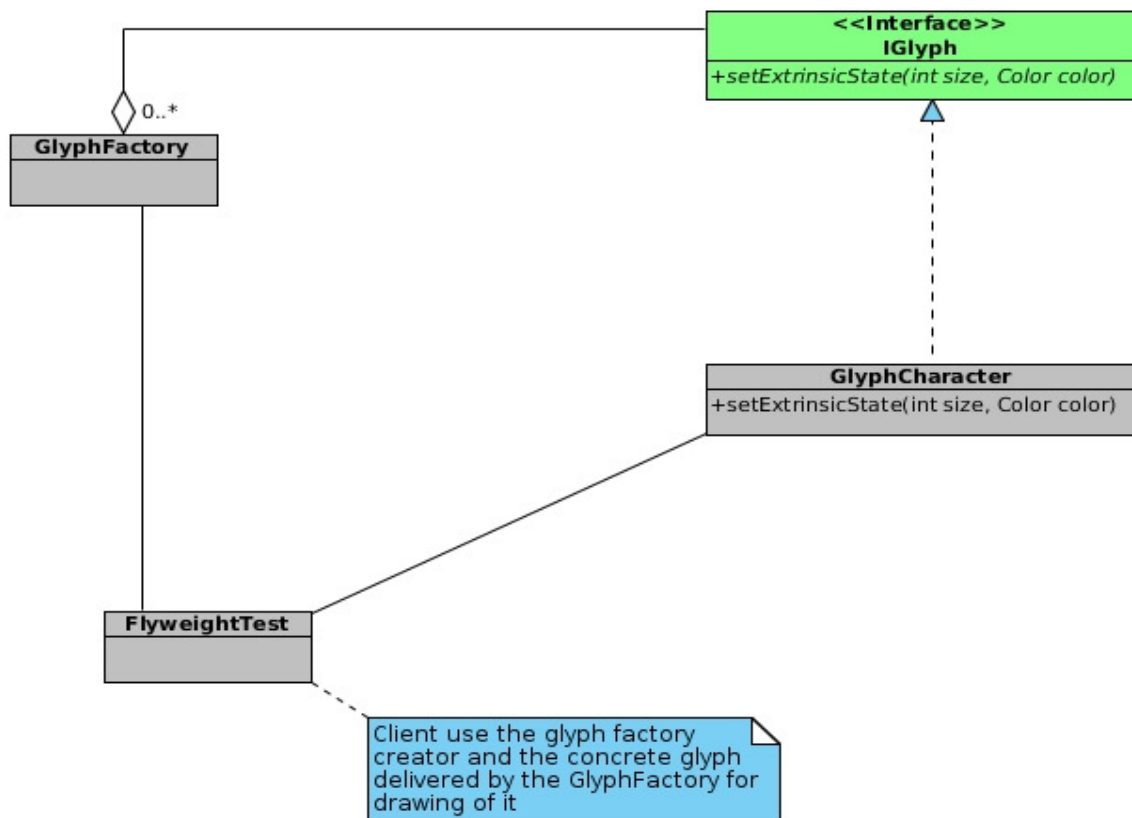 <<Interface>>
IGlyph
+setExtrinsicState(int size, Color color)
0..*
GlyphFactory
GlyphCharacter
+setExtrinsicState(int size, Color color)
FlyweightTest
Client use the glyph factory
creator and the concrete glyph
delivered by the GlyphFactory for
drawing of it